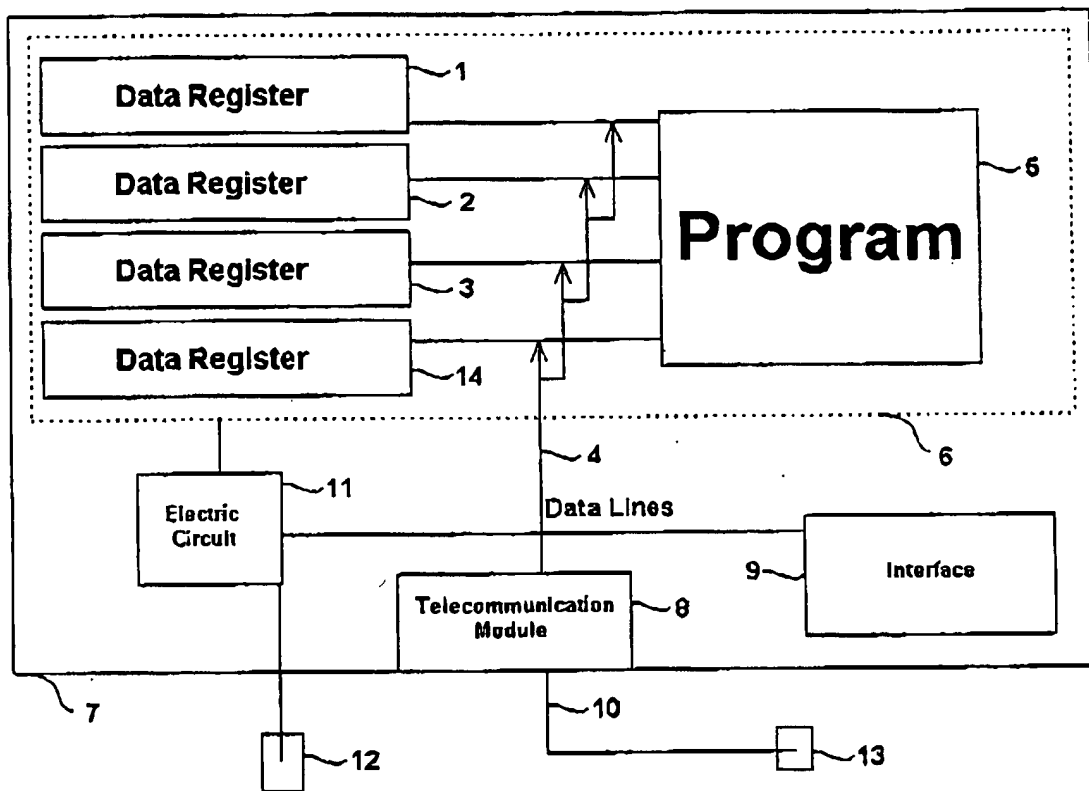 Data Register
1
Data Register
2
Program
5
Data Register
3
Data Register
14
6
4
11
Electric
Circuit
Data Lines
9
Interface
Telecommunication
Module
8
7
10
12
13